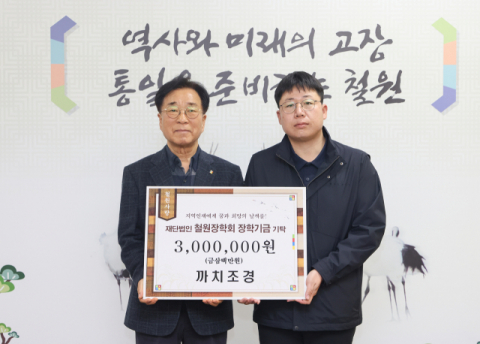 역사와 미래의 고장
통일을 준비하는 철원
지역인재에게 꿈과 희망의 날개를!
재단법인 철원장학회 장학기금 기탁
3,000,000원
(금삼백만원)
까치조경